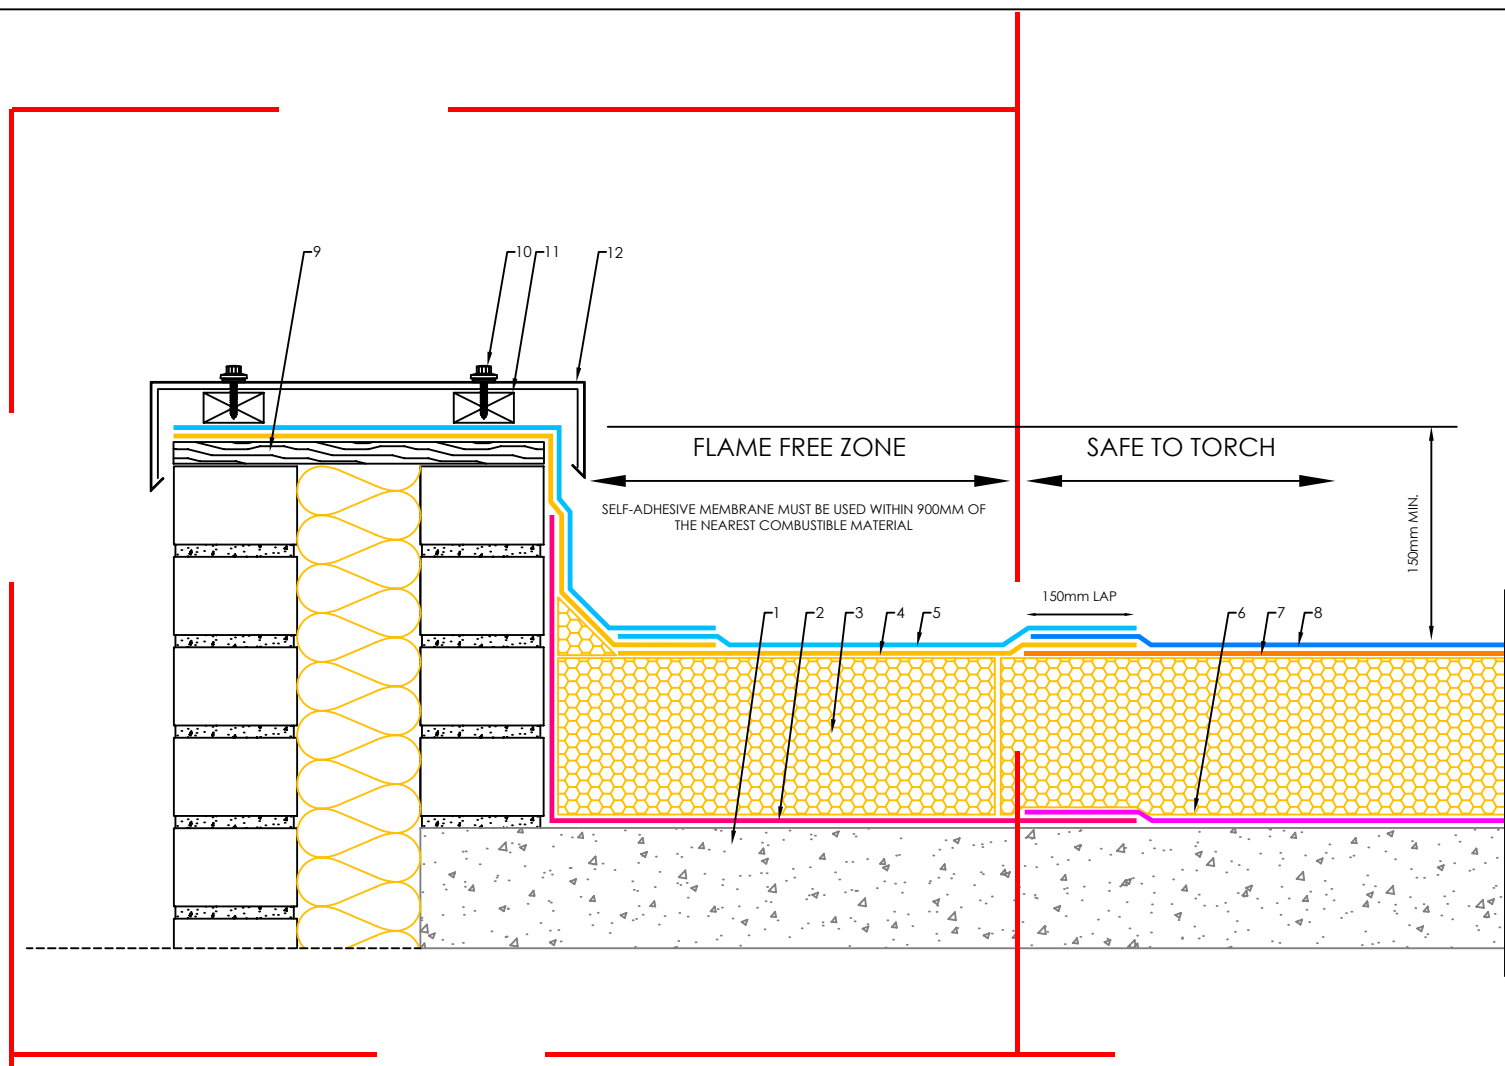 9
10
11
12
FLAME FREE ZONE
SAFE TO TORCH
SELF-ADHESIVE MEMBRANE MUST BE USED WITHIN 900MM OF
THE NEAREST COMBUSTIBLE MATERIAL
150mm MIN.
150mm LAP
1
2
3
4
5
6
7
8